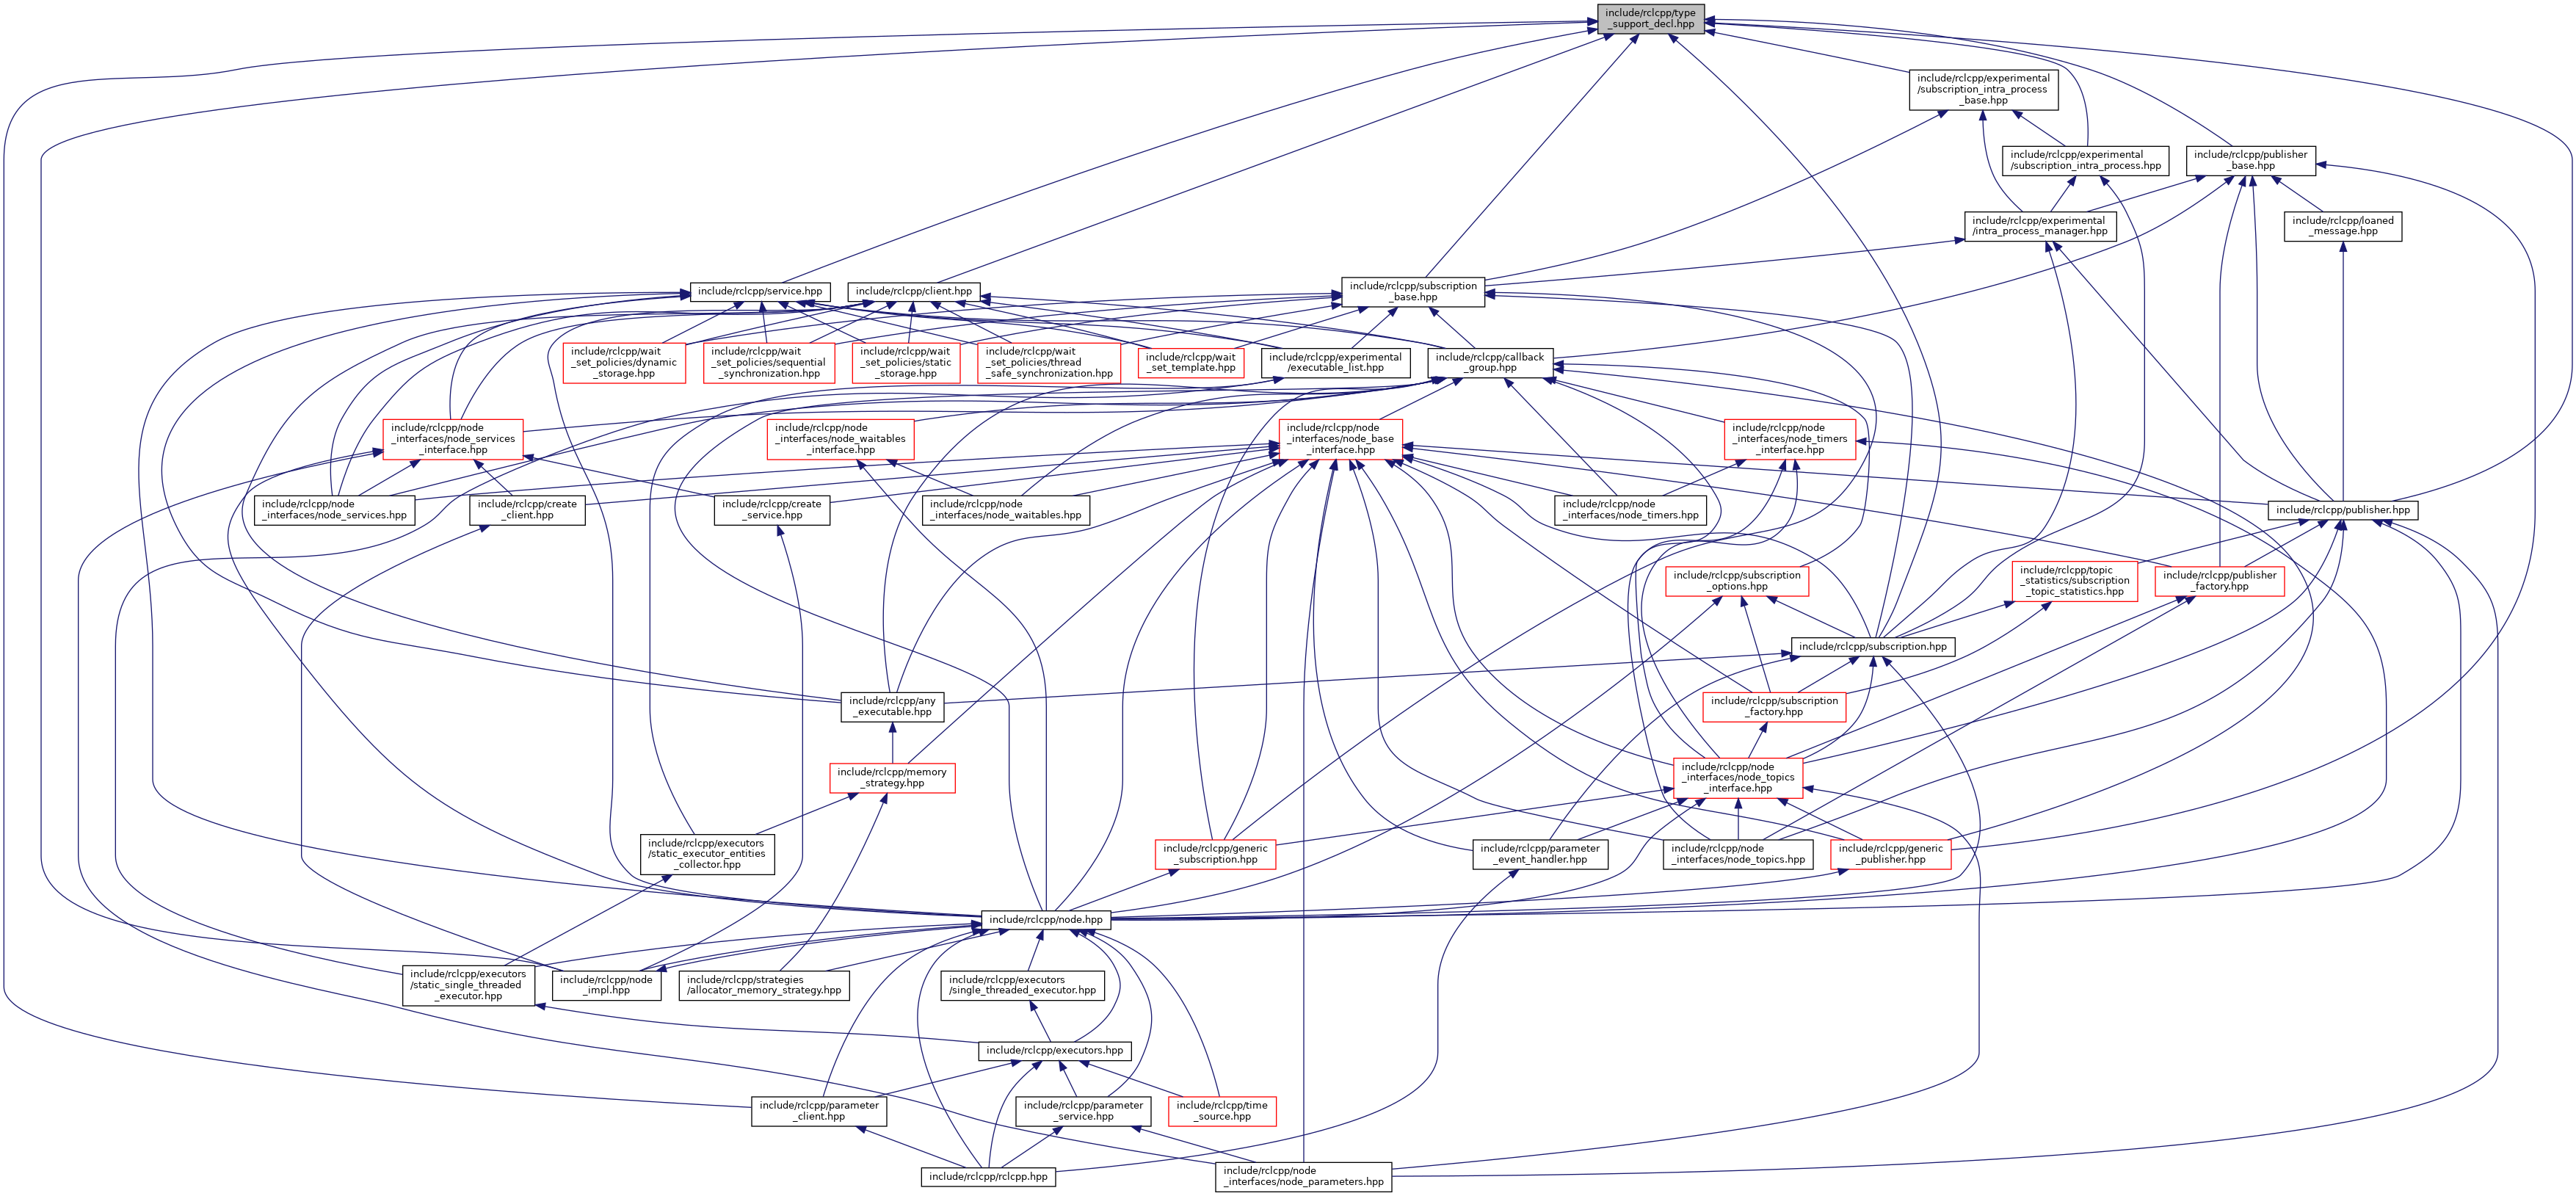 include/rclcpp/type
_support_decl.hpp
include/rclcpp/experimental
/subscription_intra_process
_base.hpp
include/rclcpp/experimental
/subscription_intra_process.hpp
include/rclcpp/publisher
_base.hpp
include/rclcpp/experimental
/intra_process_manager.hpp
include/rclcpp/loaned
_message.hpp
include/rclcpp/service.hpp
include/rclcpp/client.hpp
include/rclcpp/subscription
_base.hpp
include/rclcpp/wait
_set_policies/dynamic
_storage.hpp
include/rclcpp/wait
_set_policies/sequential
_synchronization.hpp
include/rclcpp/wait
_set_policies/static
_storage.hpp
include/rclcpp/wait
_set_policies/thread
_safe_synchronization.hpp
include/rclcpp/wait
_set_template.hpp
include/rclcpp/experimental
/executable_list.hpp
include/rclcpp/callback
_group.hpp
include/rclcpp/node
_interfaces/node_services
_interface.hpp
include/rclcpp/node
_interfaces/node_waitables
_interface.hpp
include/rclcpp/node
_interfaces/node_base
_interface.hpp
include/rclcpp/node
_interfaces/node_timers
_interface.hpp
include/rclcpp/node
_interfaces/node_services.hpp
include/rclcpp/create
_client.hpp
include/rclcpp/create
_service.hpp
include/rclcpp/node
_interfaces/node_waitables.hpp
include/rclcpp/node
_interfaces/node_timers.hpp
include/rclcpp/publisher.hpp
include/rclcpp/subscription
_options.hpp
include/rclcpp/topic
_statistics/subscription
_topic_statistics.hpp
include/rclcpp/publisher
_factory.hpp
include/rclcpp/subscription.hpp
include/rclcpp/any
_executable.hpp
include/rclcpp/subscription
_factory.hpp
include/rclcpp/memory
_strategy.hpp
include/rclcpp/node
_interfaces/node_topics
_interface.hpp
include/rclcpp/executors
/static_executor_entities
_collector.hpp
include/rclcpp/generic
_subscription.hpp
include/rclcpp/parameter
_event_handler.hpp
include/rclcpp/node
_interfaces/node_topics.hpp
include/rclcpp/generic
_publisher.hpp
include/rclcpp/node.hpp
include/rclcpp/executors
/static_single_threaded
_executor.hpp
include/rclcpp/node
_impl.hpp
include/rclcpp/strategies
/allocator_memory_strategy.hpp
include/rclcpp/executors
/single_threaded_executor.hpp
include/rclcpp/executors.hpp
include/rclcpp/parameter
_client.hpp
include/rclcpp/parameter
_service.hpp
include/rclcpp/time
_source.hpp
include/rclcpp/rclcpp.hpp
include/rclcpp/node
_interfaces/node_parameters.hpp